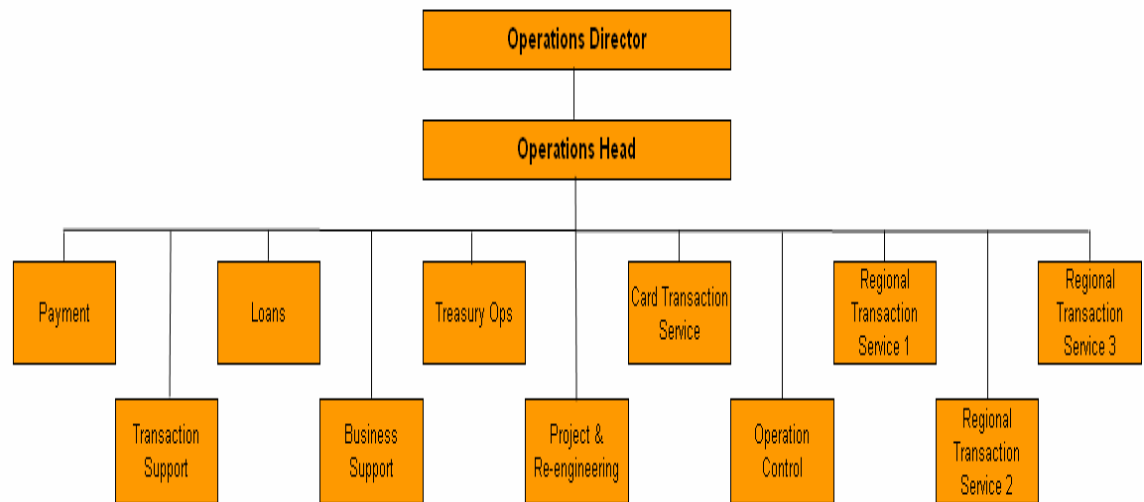 Operations Director
Operations Head
Payment
Loans
Treasury Ops
Card Transaction
Service
Regional
Transaction
Service 1
Regional
Transaction
Service 3
Transaction
Support
Business
Support
Project &
Re-engineering
Operation
Control
Regional
Transaction
Service 2